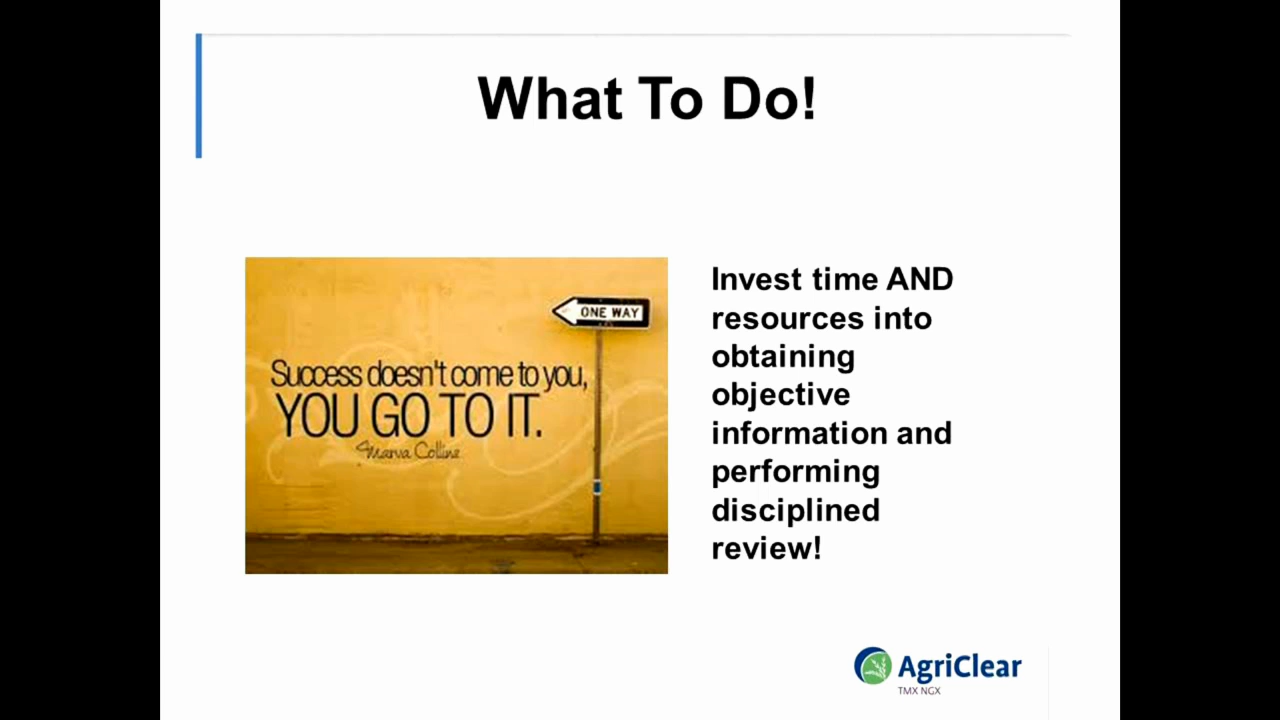 What To Do!
ONE WAY
Success doesn't come to you,
YOU GO TO IT.
Marva Collins
Invest time AND
resources into
obtaining
objective
information and
performing
disciplined
review!
AgriClear
TMX NGX